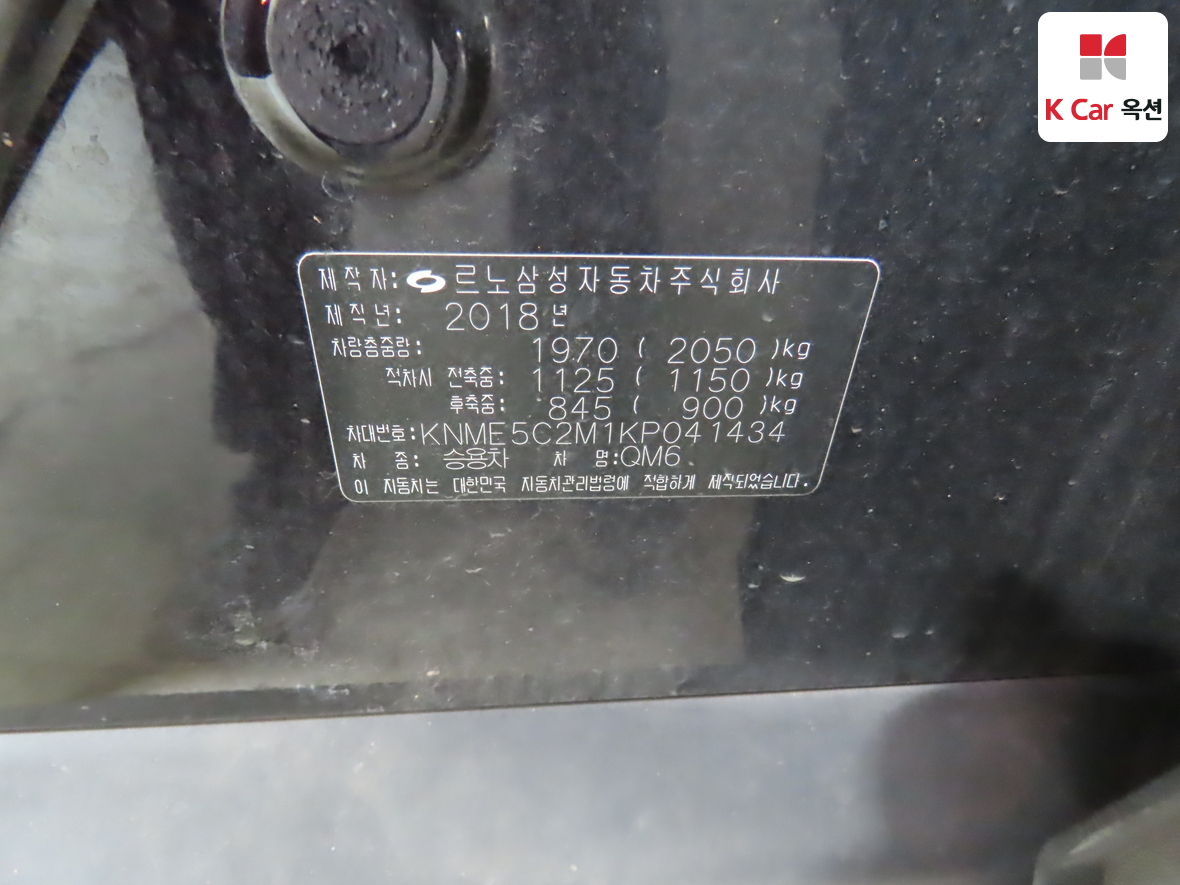 K Car 옥션
제 작 자: 르노삼성자동차주식회사
제 작 년: 2018년
차량총중량: 1970 ( 2050 )kg
적차시 전축중: 1125 ( 1150 )kg
후축중: 845 ( 900 )kg
차대번호:KNME5C2M1KP041434
차 종: 승용차 차 명:QM6
이 자동차는 대한민국 자동차관리법령에 적합하게 제작되었습니다.